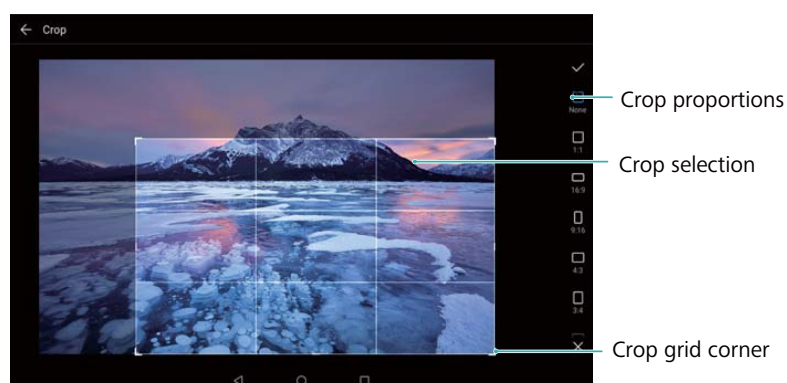 Crop
None
1:1
16:9
9:16
4:3
3:4
Crop proportions
Crop selection
Crop grid corner